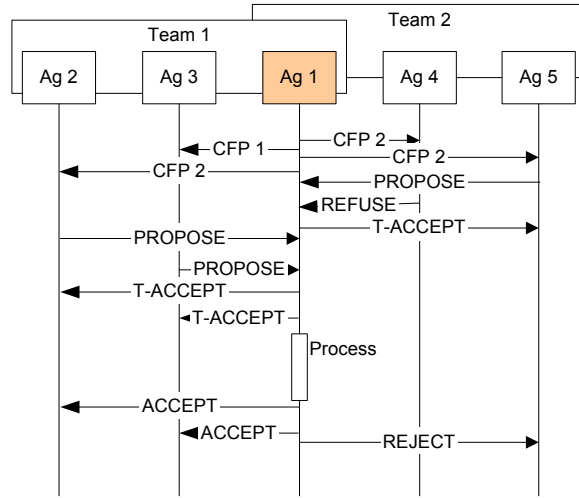 Team 1
Team 2
Ag 2
Ag 3
Ag 1
Ag 4
Ag 5
CFP 2
CFP 1
CFP 2
CFP 2
PROPOSE
REFUSE
T-ACCEPT
PROPOSE
PROPOSE
T-ACCEPT
T-ACCEPT
Process
ACCEPT
ACCEPT
REJECT